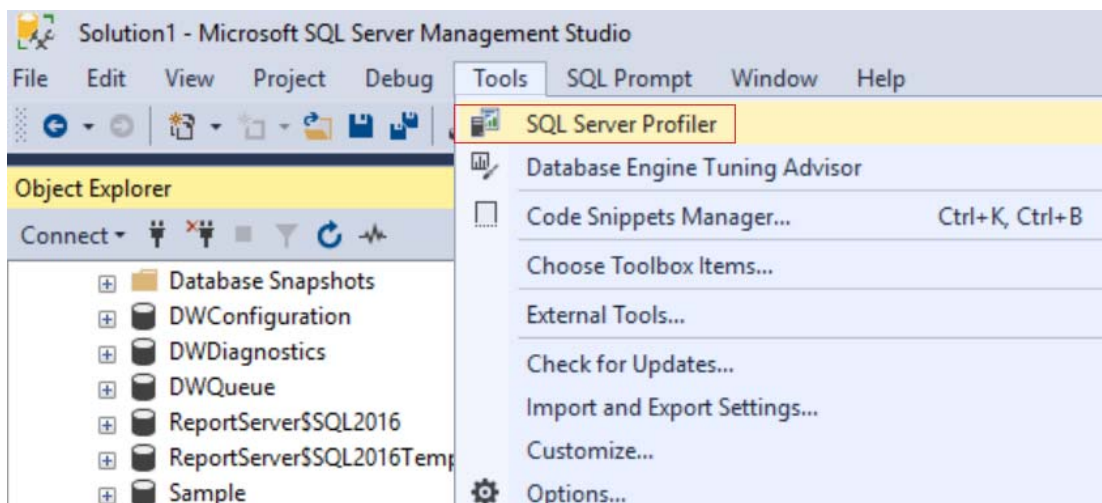 Solution1 - Microsoft SQL Server Management Studio
File Edit View Project Debug Tools SQL Prompt Window Help
SQL Server Profiler
Database Engine Tuning Advisor
Code Snippets Manager... Ctrl+K, Ctrl+B
Choose Toolbox Items...
External Tools...
Check for Updates...
Import and Export Settings...
Customize...
Options...
Object Explorer
Connect
Database Snapshots
DWConfiguration
DWDiagnostics
DWQueue
ReportServer$SQL2016
ReportServer$SQL2016Temp
Sample